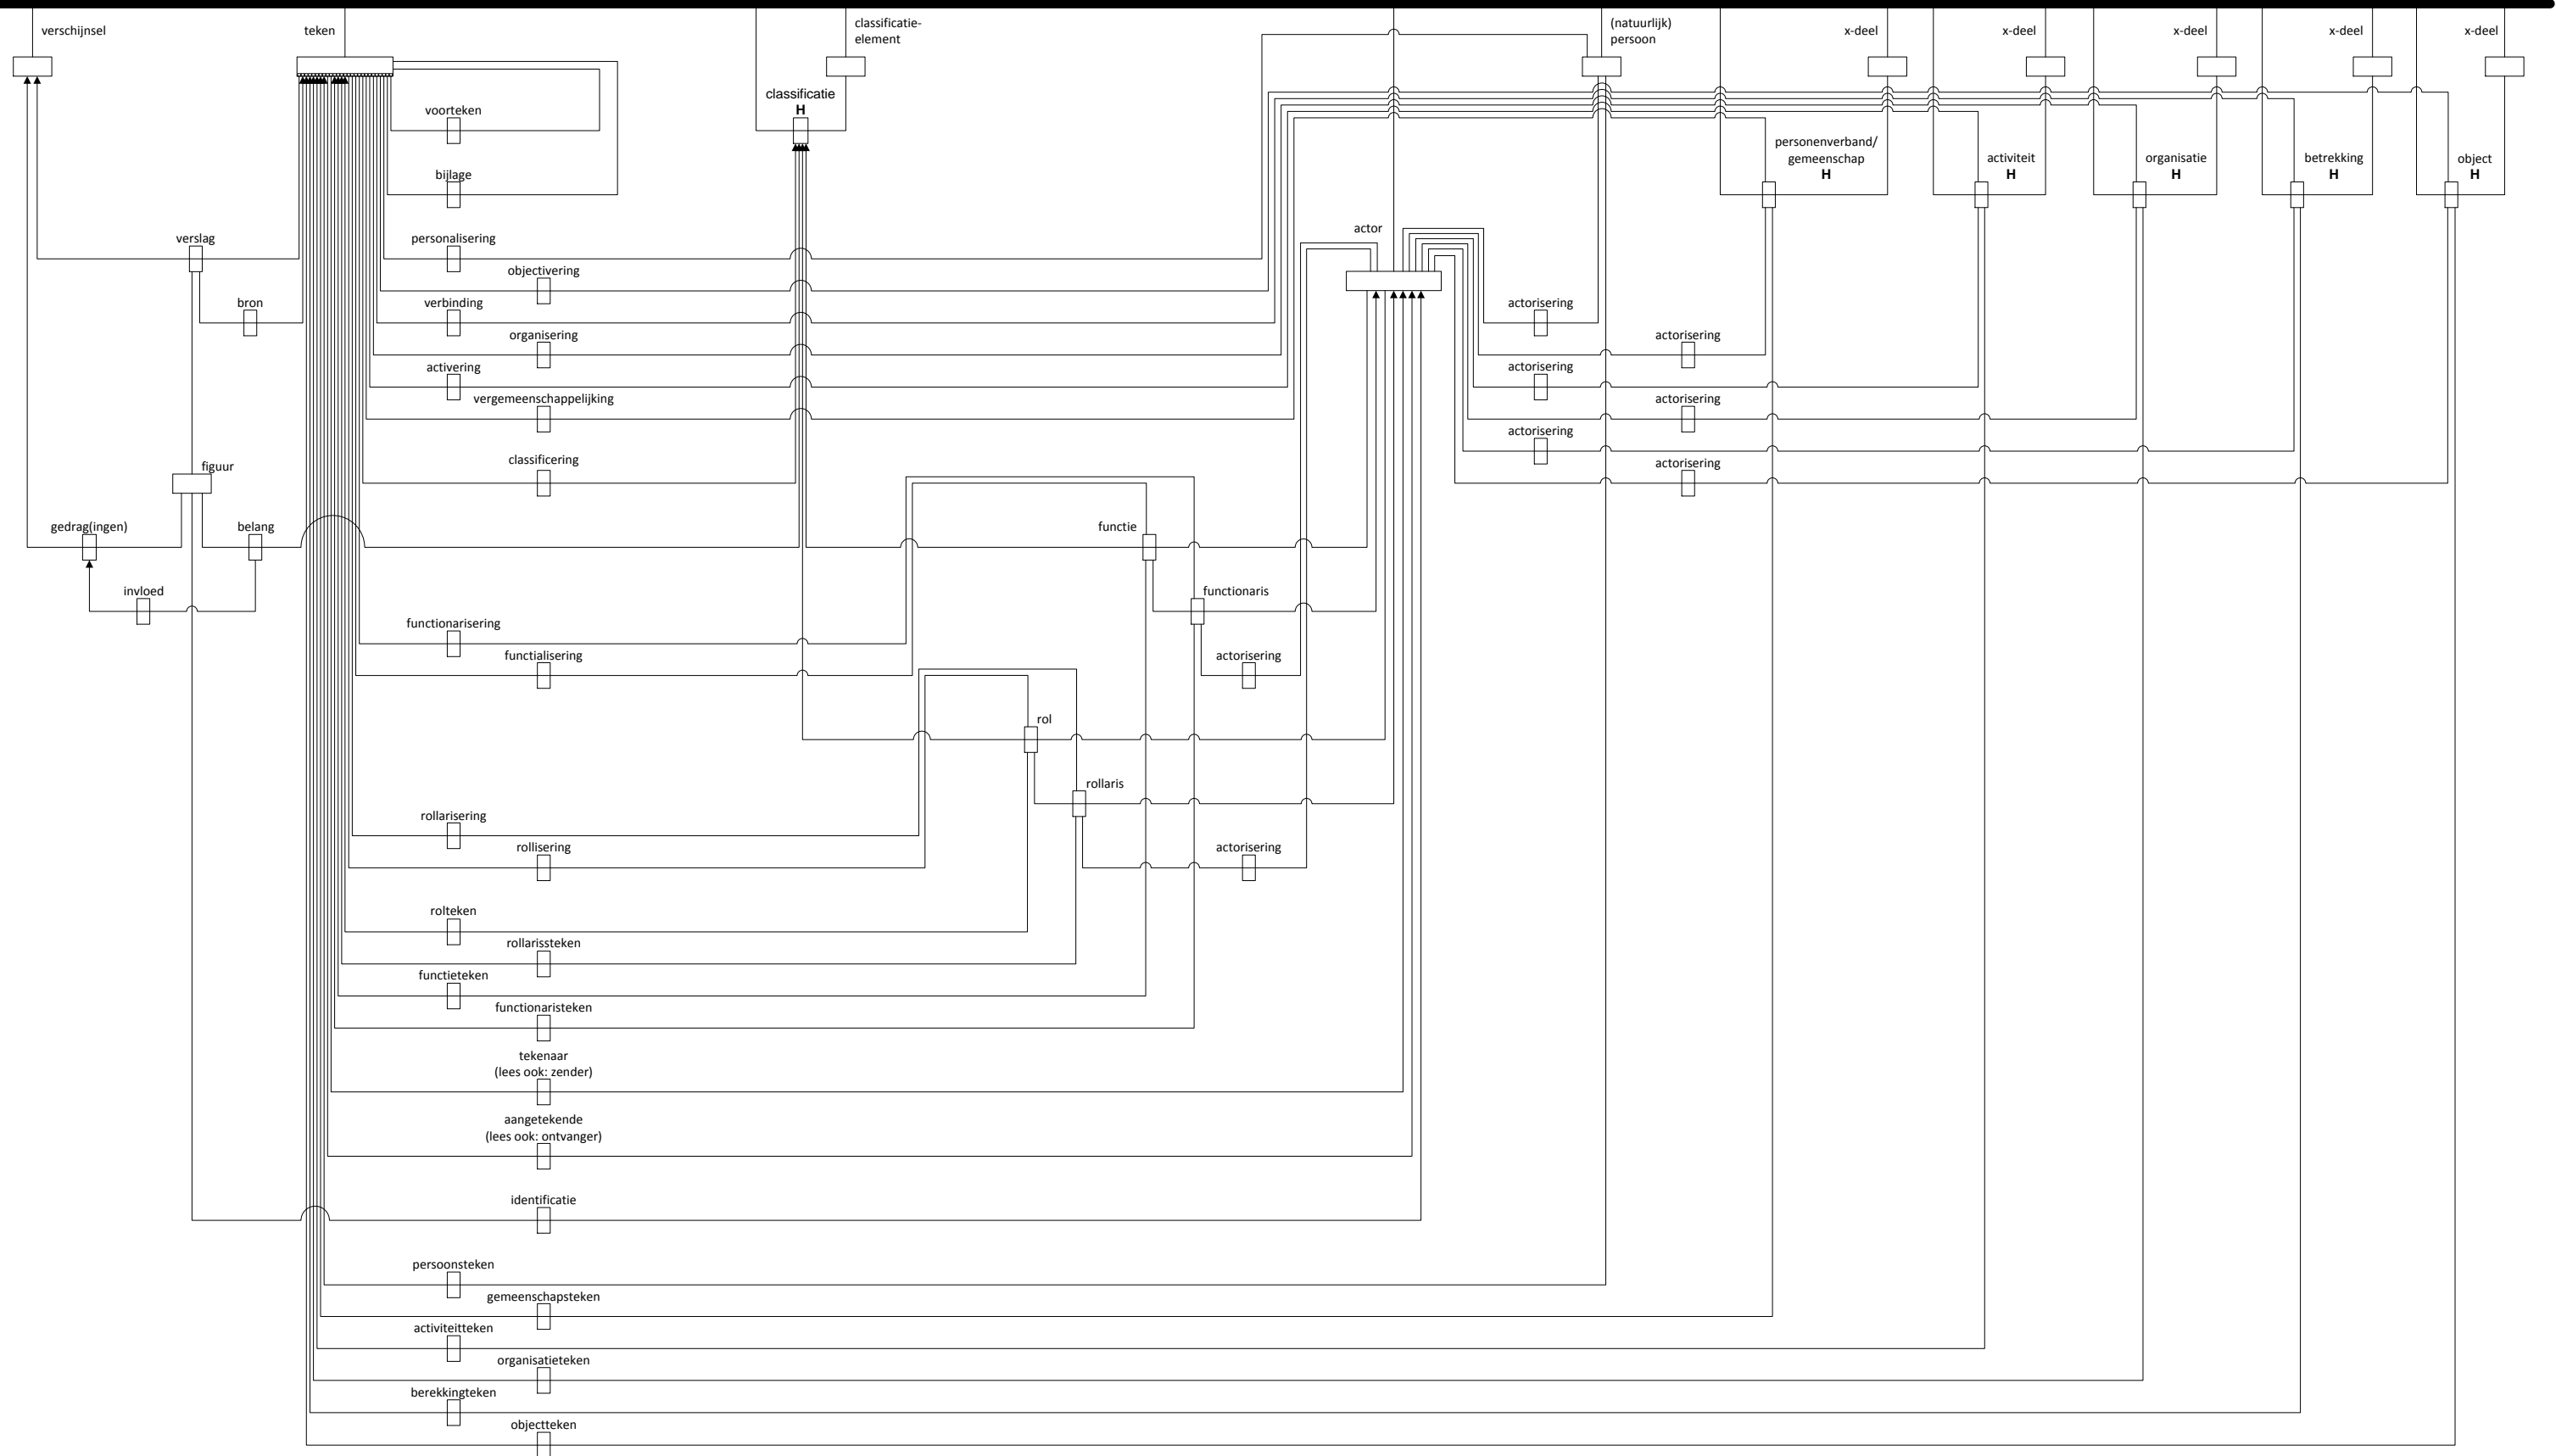 verschijnsel
teken
classificatie-
element
(natuurlijk)
persoon
x-deel
x-deel
x-deel
x-deel
x-deel
classificatie
H
voorteken
bijlage
personenverband/
gemeenschap
H
activiteit
H
organisatie
H
betrekking
H
object
H
actor
verslag
personalisering
objectivering
bron
verbinding
actorisering
organisering
actorisering
activering
actorisering
vergemeenschappelijking
actorisering
actorisering
classificering
actorisering
figuur
gedrag(ingen)
belang
functie
invloed
functionaris
functionarisering
functialisering
actorisering
rol
rollaris
rollarisering
rollisering
actorisering
rolteken
rollarissteken
functieteken
functionaristeken
tekenaar
(lees ook: zender)
aangetekende
(lees ook: ontvanger)
identificatie
persoonsteken
gemeenschapsteken
activiteitteken
organisatieteken
berekkingteken
objectteken